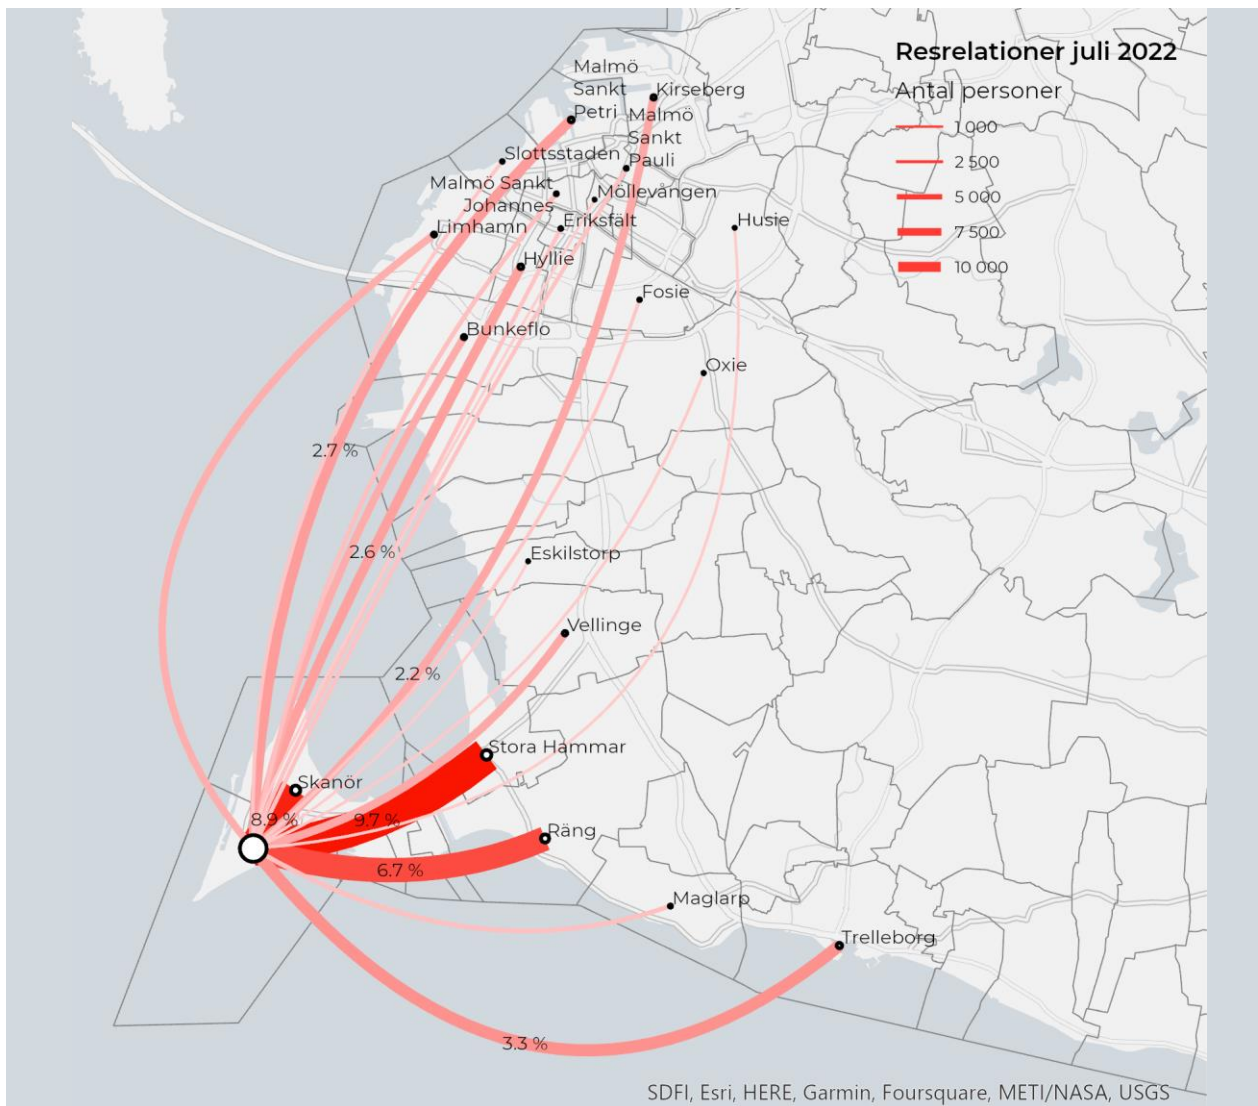 Resrelationer juli 2022
Antal personer
1 000
2 500
5 000
7 500
10 000
Malmö
Sankt
Petri
Kirseberg
Malmö
Sankt
Pauli
Slottsstaden
Malmö Sankt
Johannes
Möllevången
Limhamn
Eriksfält
Husie
Hyllie
Fosie
Bunkeflo
Oxie
2.7 %
2.6 %
Eskilstorp
Vellinge
2.2 %
Stora Hammar
Skanör
8.9 %
9.7 %
Räng
6.7 %
Maglarp
Trelleborg
3.3 %
SDFI, Esri, HERE, Garmin, Foursquare, METI/NASA, USGS